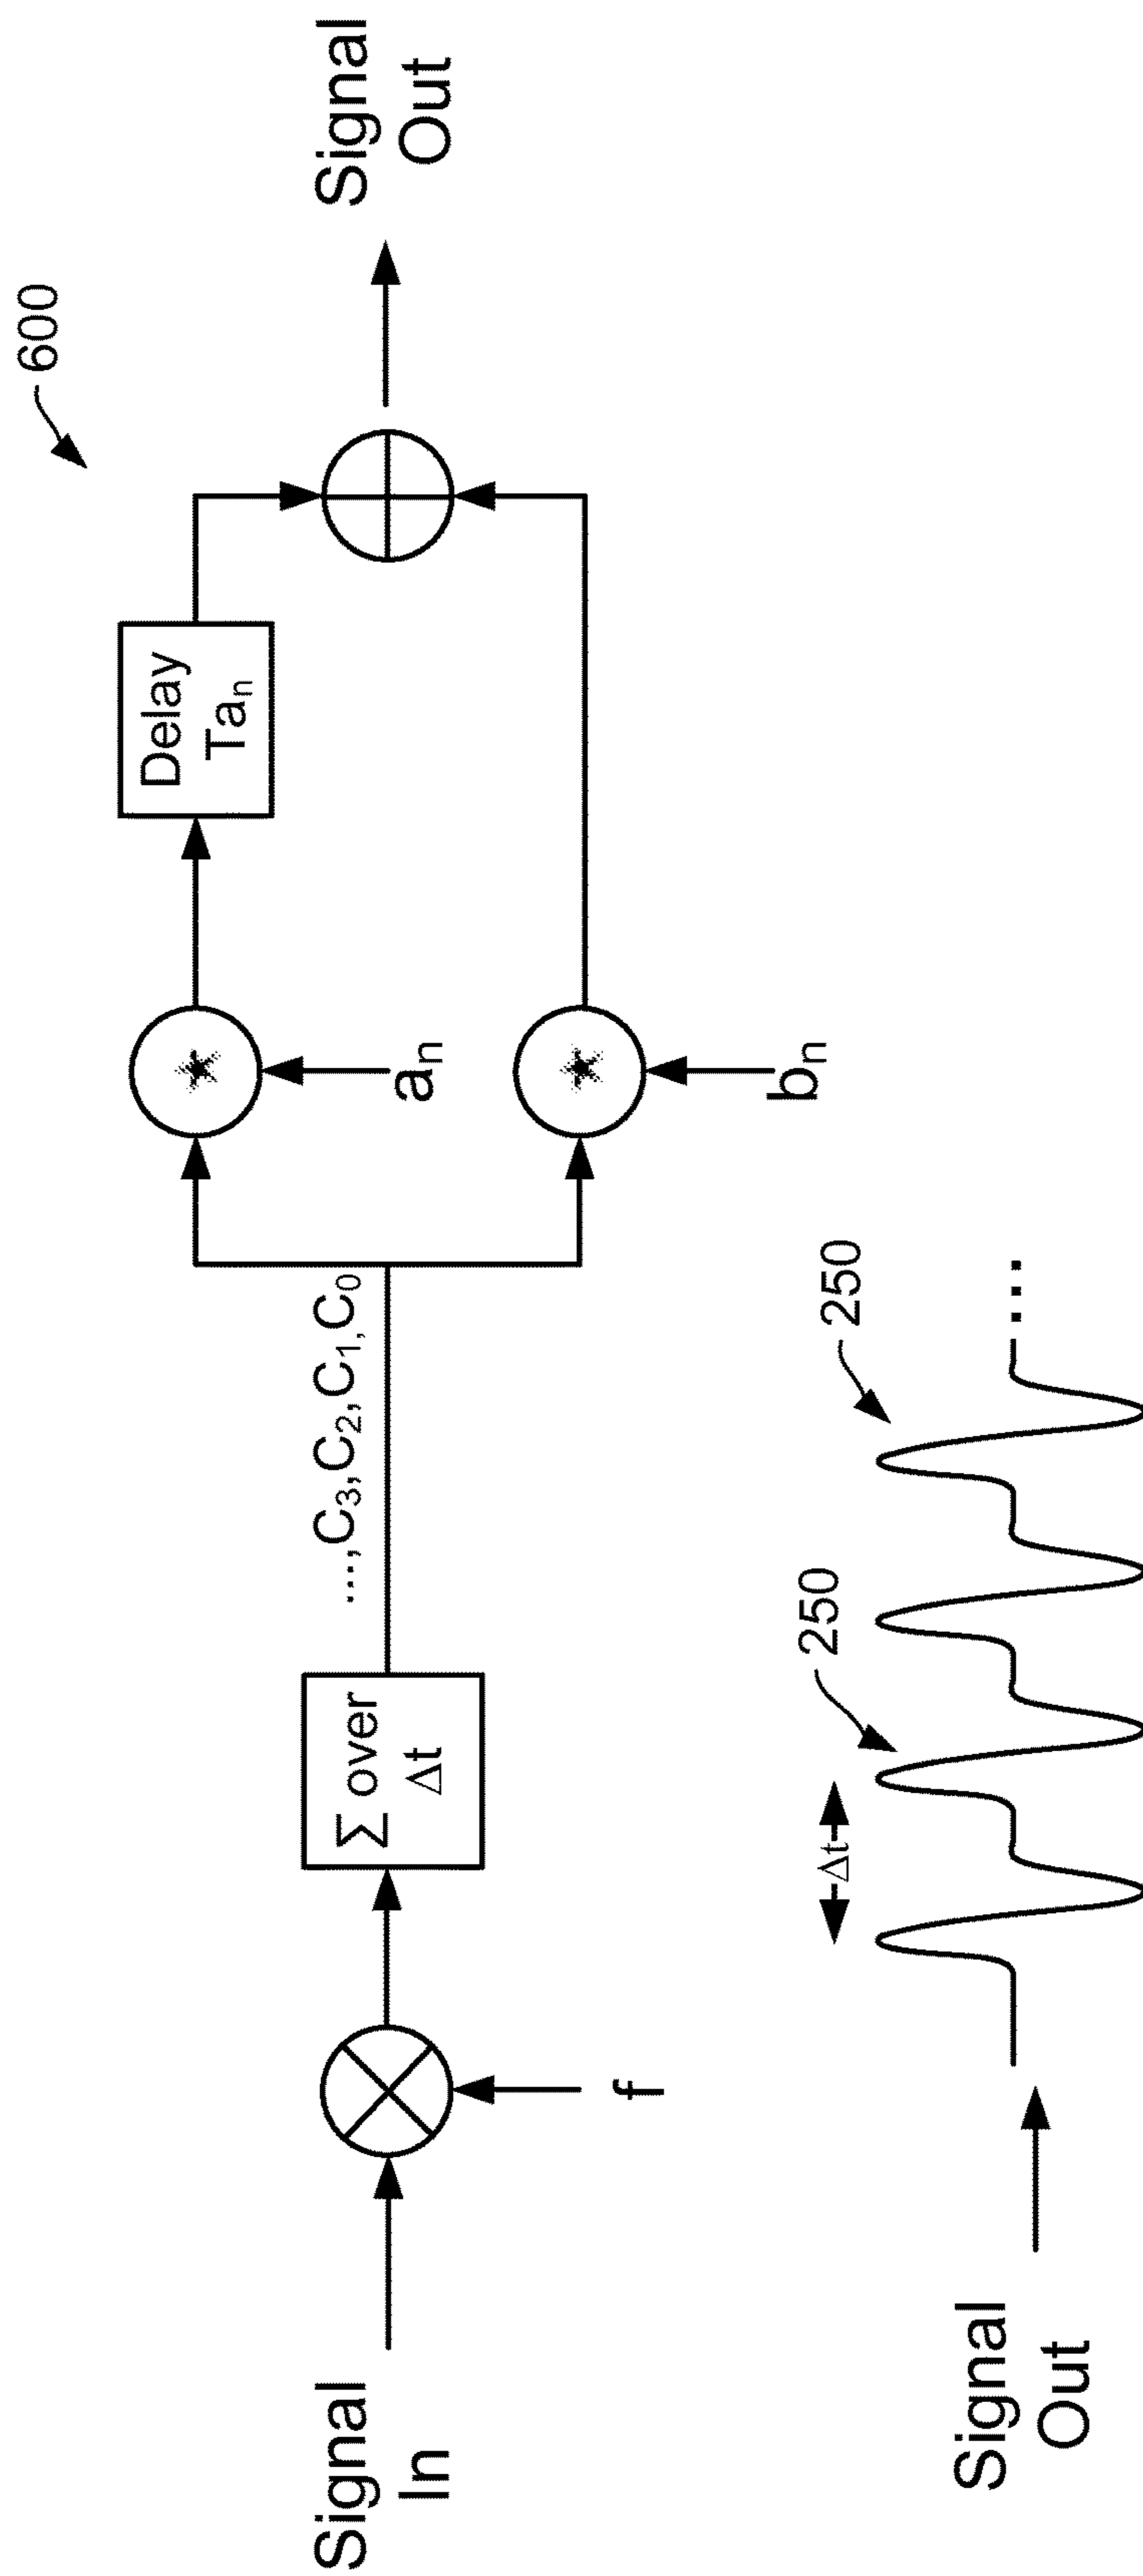 600
Signal
In
f
Σ over
Δt
...,C₃,C₂,C₁,C₀
*
aₙ
*
bₙ
Delay
Taₙ
Signal
Out
Signal
Out
Δt
250
250
...